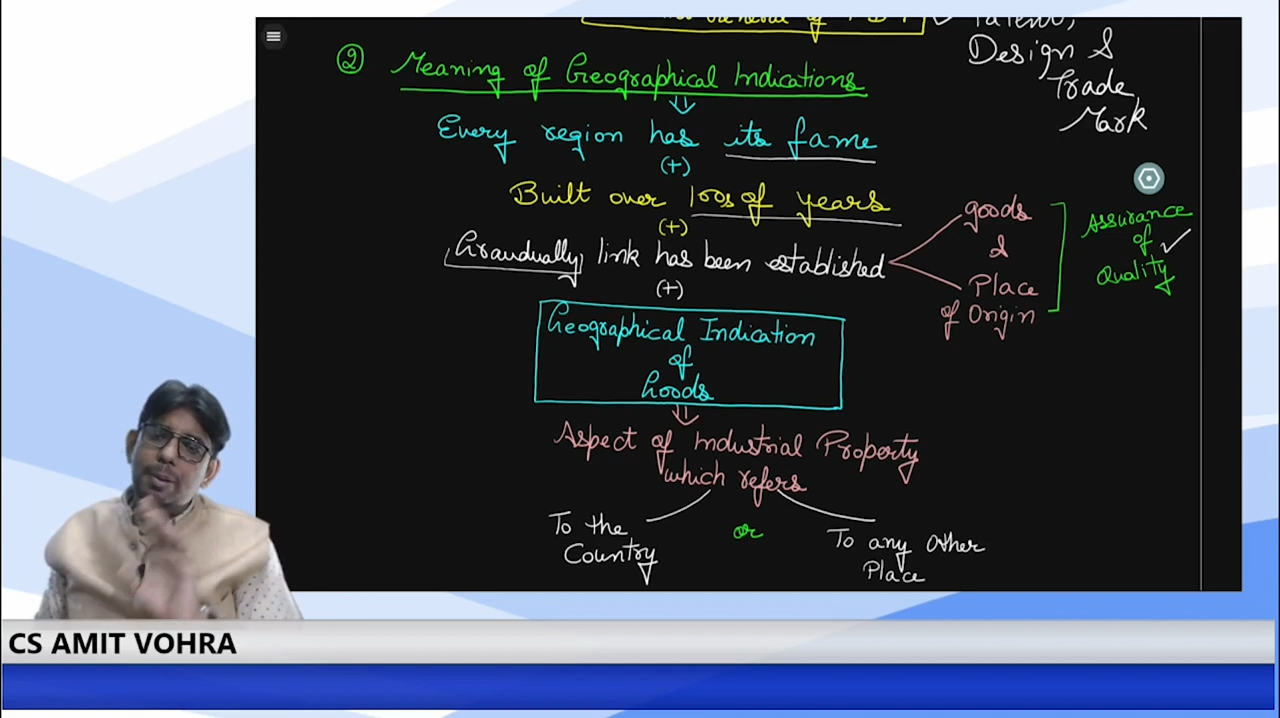 of
Design &
Trade
Mark
② Meaning of Geographical Indications
Every region has its fame
(+)
Built over 100s of years
(+)
Graudually link has been established
goods
&
Place
of Origin
Assurance
of
Quality
(+)
Geographical Indication
of
Goods
Aspect of Industrial Property
which refers
To the
Country
or
To any other
Place
CS AMIT VOHRA